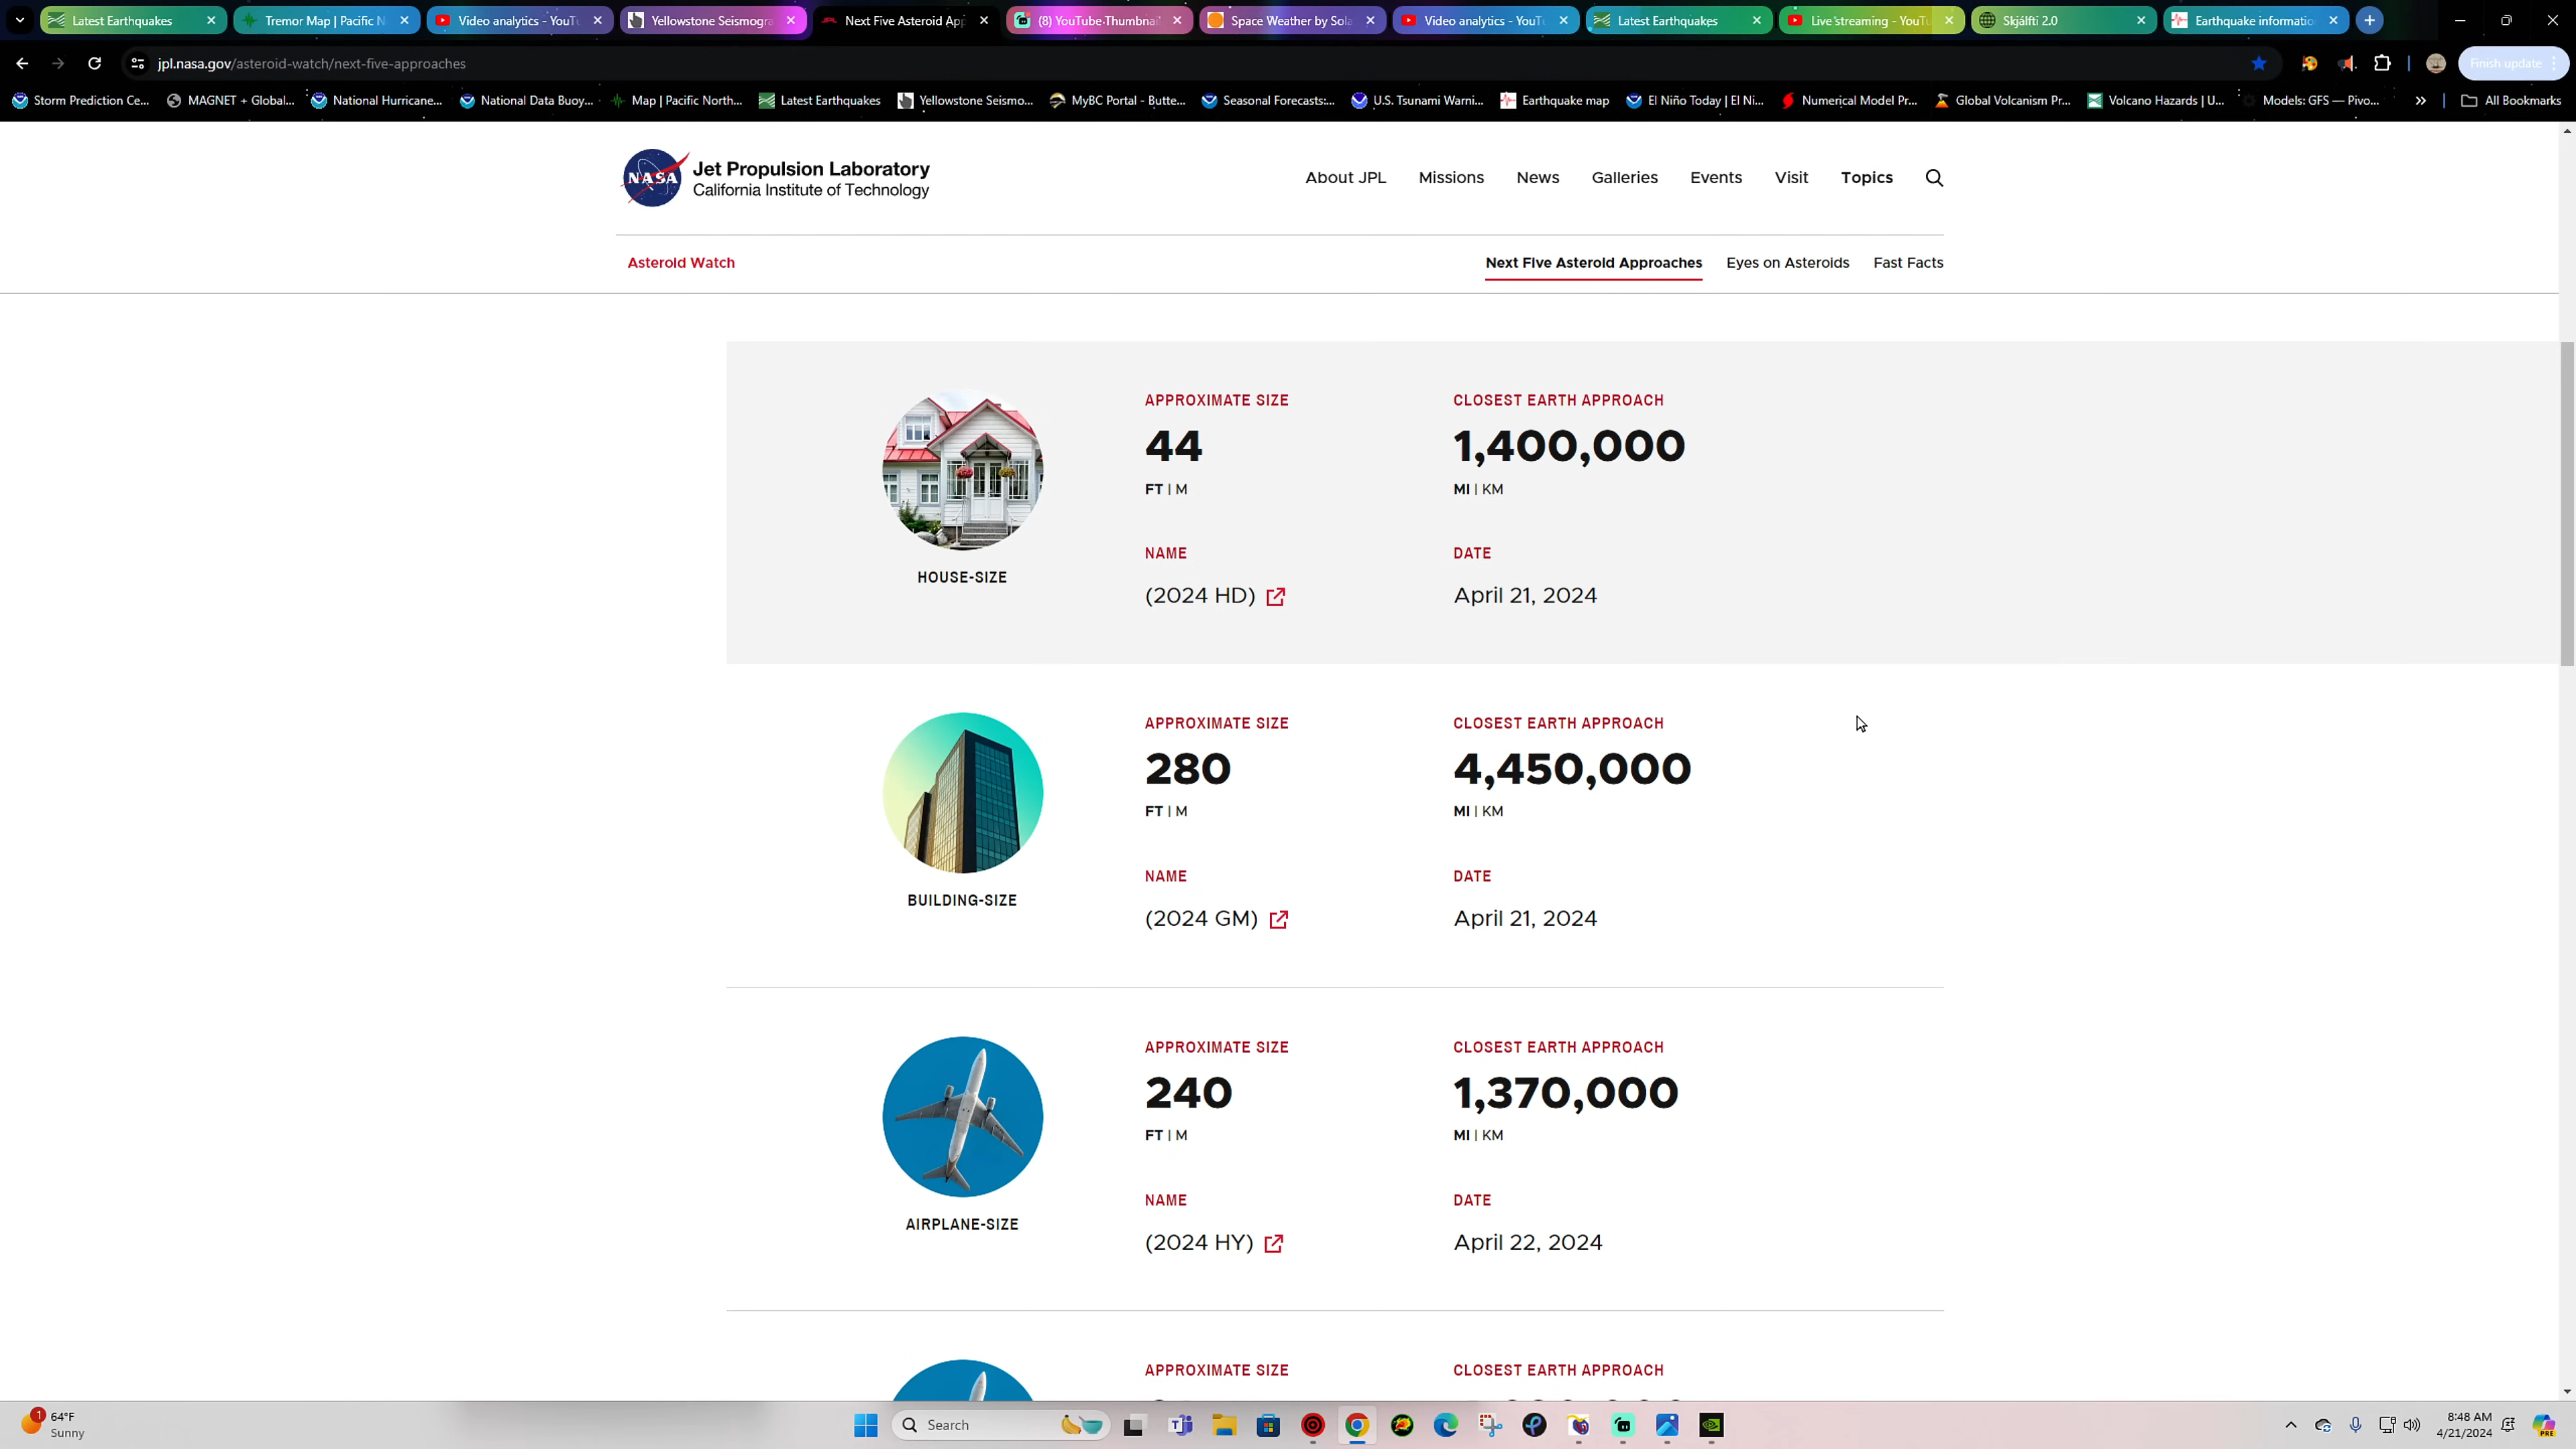 Latest Earthquakes
Tremor Map | Pacific N
Video analytics - YouTu
Yellowstone Seismogra
Next Five Asteroid App
(8) YouTube-Thumbnail
Space Weather by Sola
Video analytics - YouTu
Latest Earthquakes
Live streaming - YouTu
Skjálfti 2.0
Earthquake informatio
jpl.nasa.gov/asteroid-watch/next-five-approaches
Finish update
Storm Prediction Ce...
MAGNET + Global...
National Hurricane...
National Data Buoy...
Map | Pacific North...
Latest Earthquakes
Yellowstone Seismo...
MyBC Portal - Butte...
Seasonal Forecasts:...
U.S. Tsunami Warni...
Earthquake map
El Niño Today | El Ni...
Numerical Model Pr...
Global Volcanism Pr...
Volcano Hazards | U...
Models: GFS — Pivo...
All Bookmarks
NASA
Jet Propulsion Laboratory
California Institute of Technology
About JPL
Missions
News
Galleries
Events
Visit
Topics
Asteroid Watch
Next Five Asteroid Approaches
Eyes on Asteroids
Fast Facts
HOUSE-SIZE
APPROXIMATE SIZE
44
FT | M
CLOSEST EARTH APPROACH
1,400,000
MI | KM
NAME
(2024 HD)
DATE
April 21, 2024
BUILDING-SIZE
APPROXIMATE SIZE
280
FT | M
CLOSEST EARTH APPROACH
4,450,000
MI | KM
NAME
(2024 GM)
DATE
April 21, 2024
AIRPLANE-SIZE
APPROXIMATE SIZE
240
FT | M
CLOSEST EARTH APPROACH
1,370,000
MI | KM
NAME
(2024 HY)
DATE
April 22, 2024
APPROXIMATE SIZE
CLOSEST EARTH APPROACH
1
64°F
Sunny
Search
8:48 AM
4/21/2024
PRE